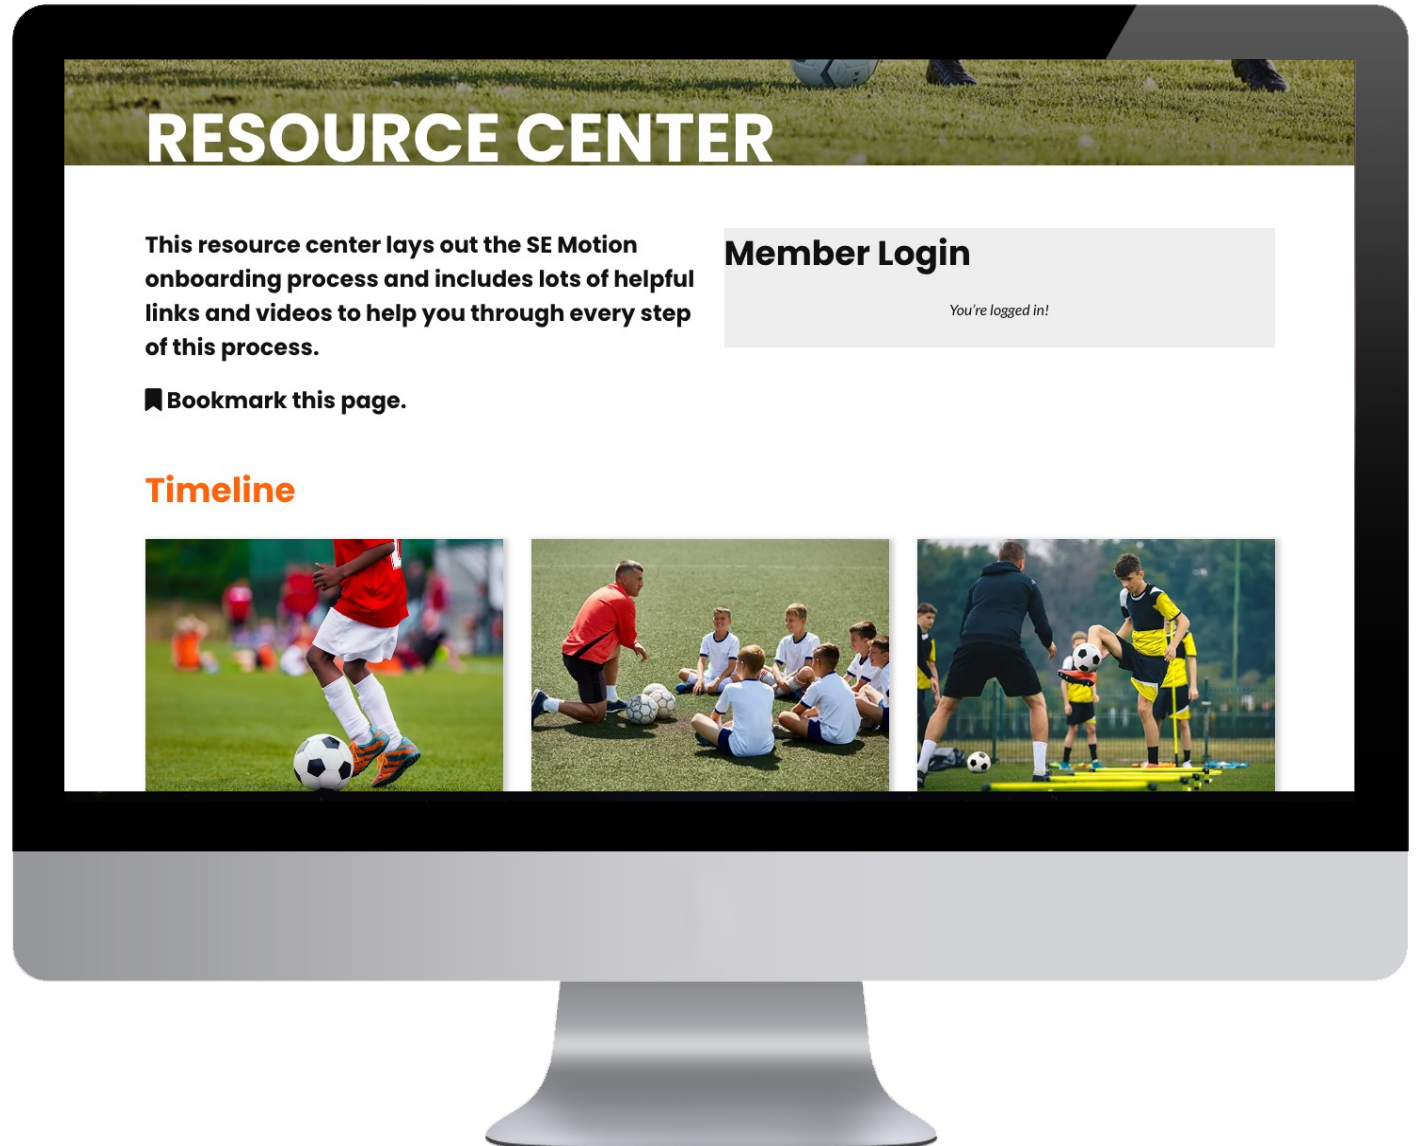 RESOURCE CENTER
This resource center lays out the SE Motion
onboarding process and includes lots of helpful
links and videos to help you through every step
of this process.
Bookmark this page.
Member Login
You're logged in!
Timeline